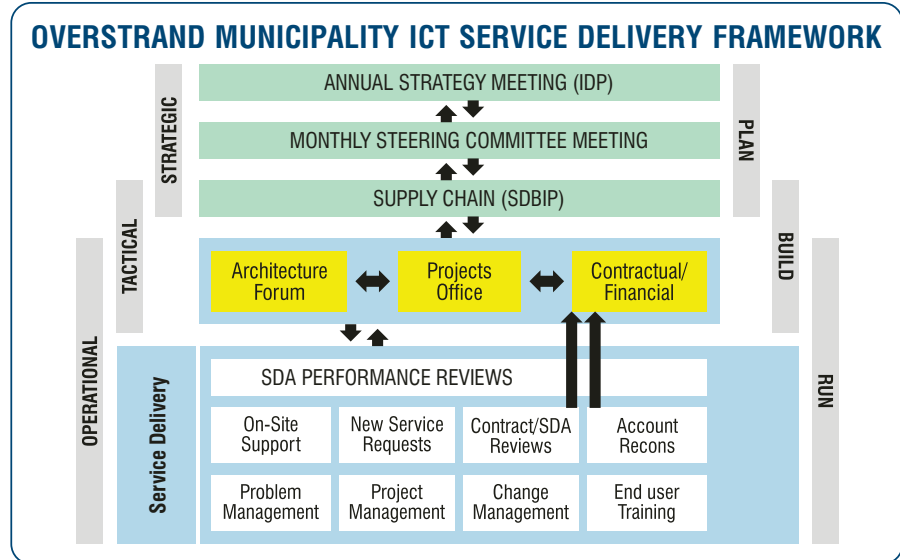 OVERSTRAND MUNICIPALITY ICT SERVICE DELIVERY FRAMEWORK
STRATEGIC
TACTICAL
OPERATIONAL
ANNUAL STRATEGY MEETING (IDP)
MONTHLY STEERING COMMITTEE MEETING
SUPPLY CHAIN (SDBIP)
PLAN
BUILD
RUN
Architecture
Forum
Projects
Office
Contractual/
Financial
Service Delivery
SDA PERFORMANCE REVIEWS
On-Site
Support
New Service
Requests
Contract/SDA
Reviews
Account
Recons
Problem
Management
Project
Management
Change
Management
End user
Training